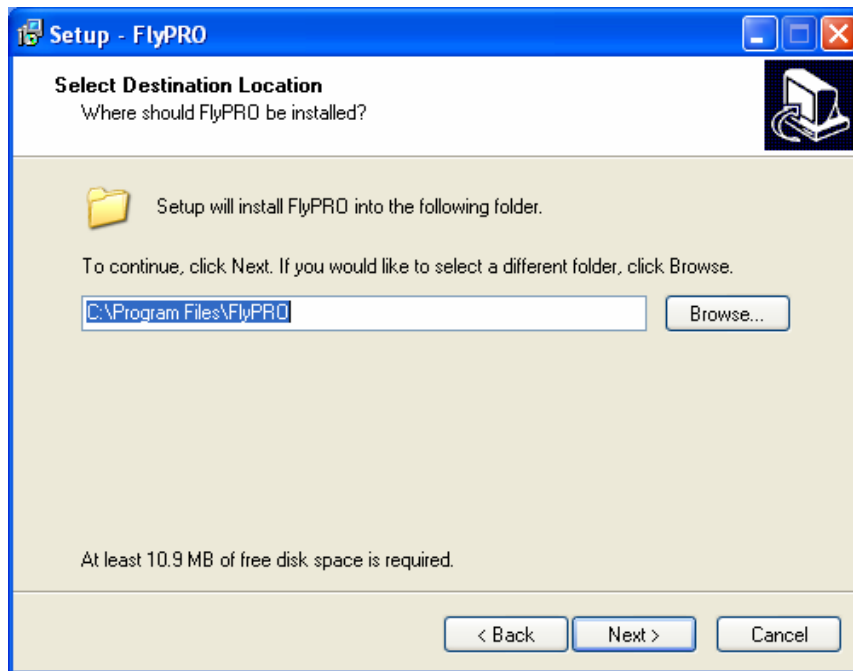 Setup - FlyPRO
Select Destination Location
Where should FlyPRO be installed?
Setup will install FlyPRO into the following folder.
To continue, click Next. If you would like to select a different folder, click Browse.
C:\Program Files\FlyPRO
Browse...
At least 10.9 MB of free disk space is required.
< Back
Next >
Cancel